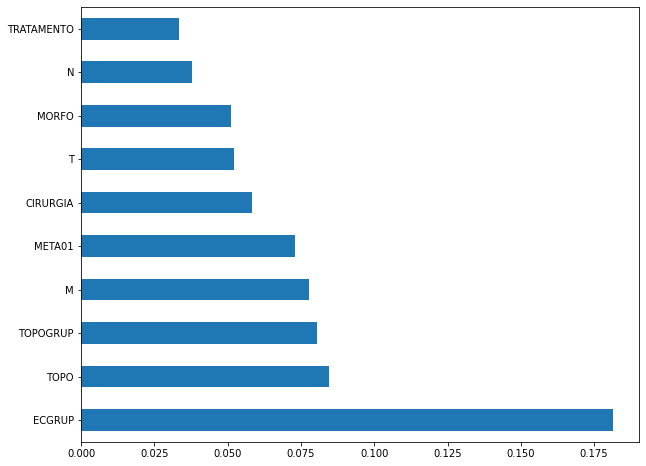 TRATAMENTO
N
MORFO
T
CIRURGIA
META01
M
TOPOGRUP
TOPO
ECGRUP
0.000 0.025 0.050 0.075 0.100 0.125 0.150 0.175